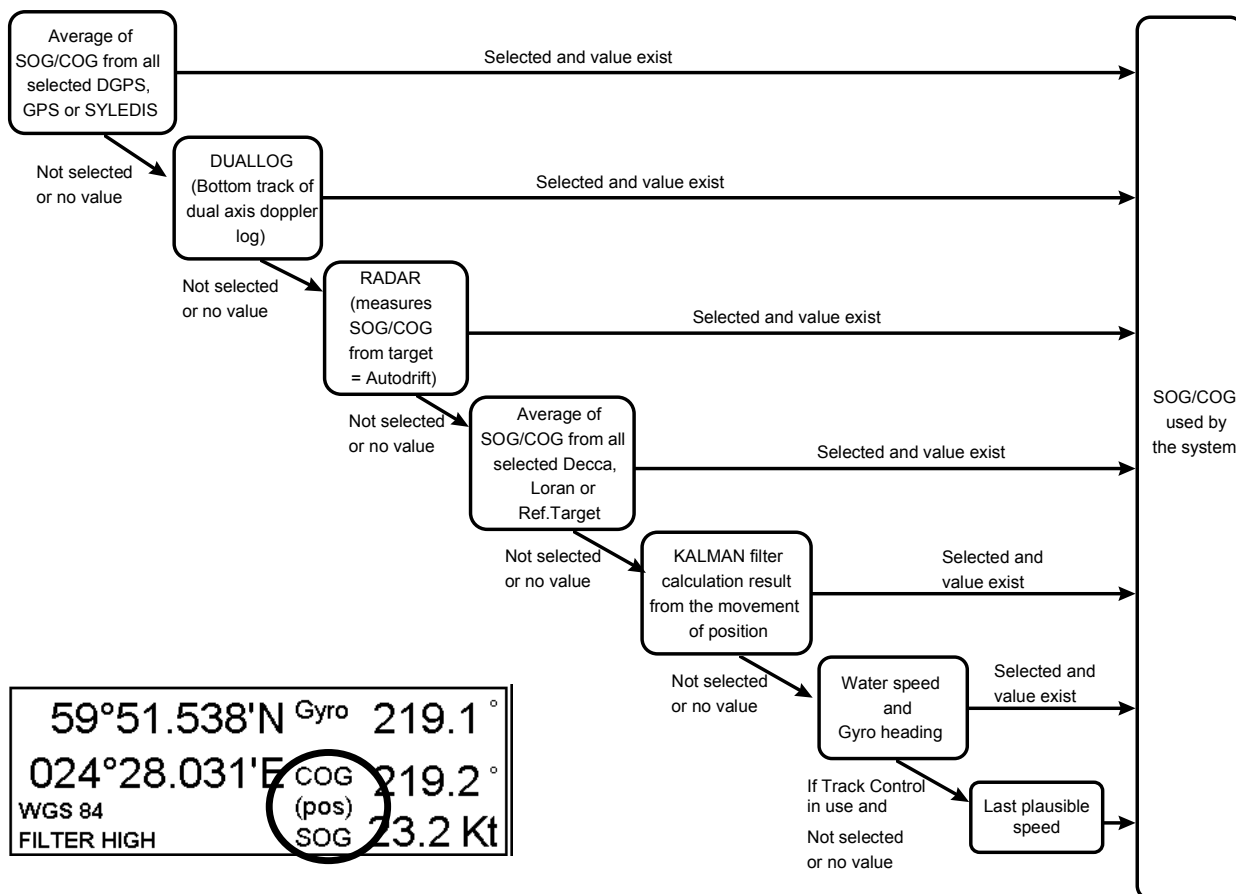 Average of
SOG/COG from all
selected DGPS,
GPS or SYLEDIS
Selected and value exist
Not selected
or no value
DUALLOG
(Bottom track of
dual axis doppler
log)
Selected and value exist
Not selected
or no value
RADAR
(measures
SOG/COG
from target
= Autodrift)
Selected and value exist
Not selected
or no value
Average of
SOG/COG from all
selected Decca,
Loran or
Ref.Target
Selected and value exist
Not selected
or no value
KALMAN filter
calculation result
from the movement
of position
Selected and
value exist
Not selected
or no value
Water speed
and
Gyro heading
Selected and
value exist
If Track Control
in use and
Not selected
or no value
Last plausible
speed
SOG/COG
used by
the system
59°51.538'N Gyro 219.1 °
024°28.031'E COG 219.2 °
(pos)
WGS 84
FILTER HIGH SOG 23.2 Kt